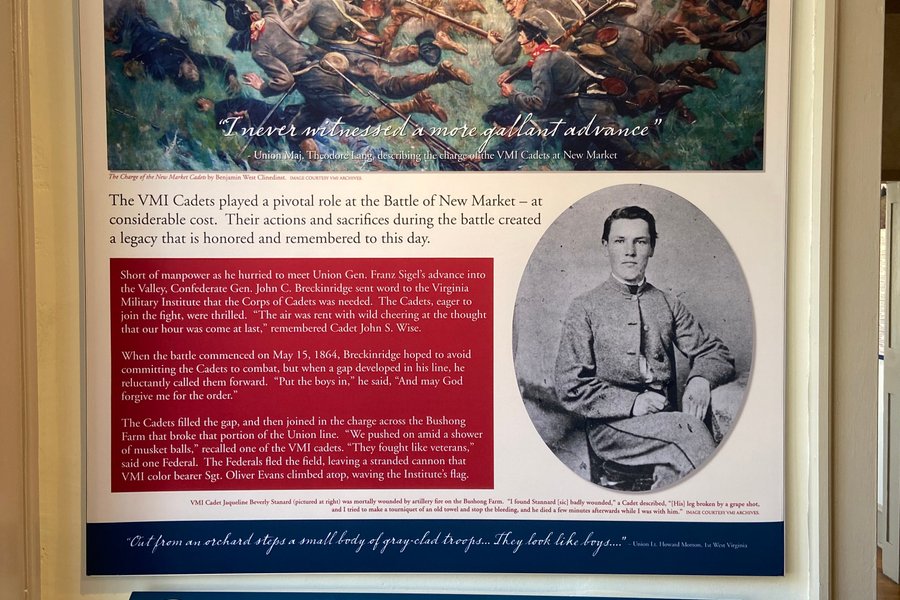 "I never witnessed a more gallant advance"
- Union Maj. Theodore Lang, describing the charge of the VMI Cadets at New Market
The Charge of the New Market Cadets by Benjamin West Clinedinst. IMAGE COURTESY VMI ARCHIVES.
The VMI Cadets played a pivotal role at the Battle of New Market – at
considerable cost. Their actions and sacrifices during the battle created
a legacy that is honored and remembered to this day.
Short of manpower as he hurried to meet Union Gen. Franz Sigel's advance into
the Valley, Confederate Gen. John C. Breckinridge sent word to the Virginia
Military Institute that the Corps of Cadets was needed. The Cadets, eager to
join the fight, were thrilled. "The air was rent with wild cheering at the thought
that our hour was come at last," remembered Cadet John S. Wise.
When the battle commenced on May 15, 1864, Breckinridge hoped to avoid
committing the Cadets to combat, but when a gap developed in his line, he
reluctantly called them forward. "Put the boys in," he said, "And may God
forgive me for the order."
The Cadets filled the gap, and then joined in the charge across the Bushong
Farm that broke that portion of the Union line. "We pushed on amid a shower
of musket balls," recalled one of the VMI cadets. "They fought like veterans,"
said one Federal. The Federals fled the field, leaving a stranded cannon that
VMI color bearer Sgt. Oliver Evans climbed atop, waving the Institute's flag.
VMI Cadet Jaqueline Beverly Stanard (pictured at right) was mortally wounded by artillery fire on the Bushong Farm. "I found Stannard [sic] badly wounded," a Cadet described, "[His] leg broken by a grape shot,
and I tried to make a tourniquet of an old towel and stop the bleeding, and he died a few minutes afterwards while I was with him." IMAGE COURTESY VMI ARCHIVES.
"Out from an orchard steps a small body of gray-clad troops... They look like boys...." - Union Lt. Howard Morton, 1st West Virginia